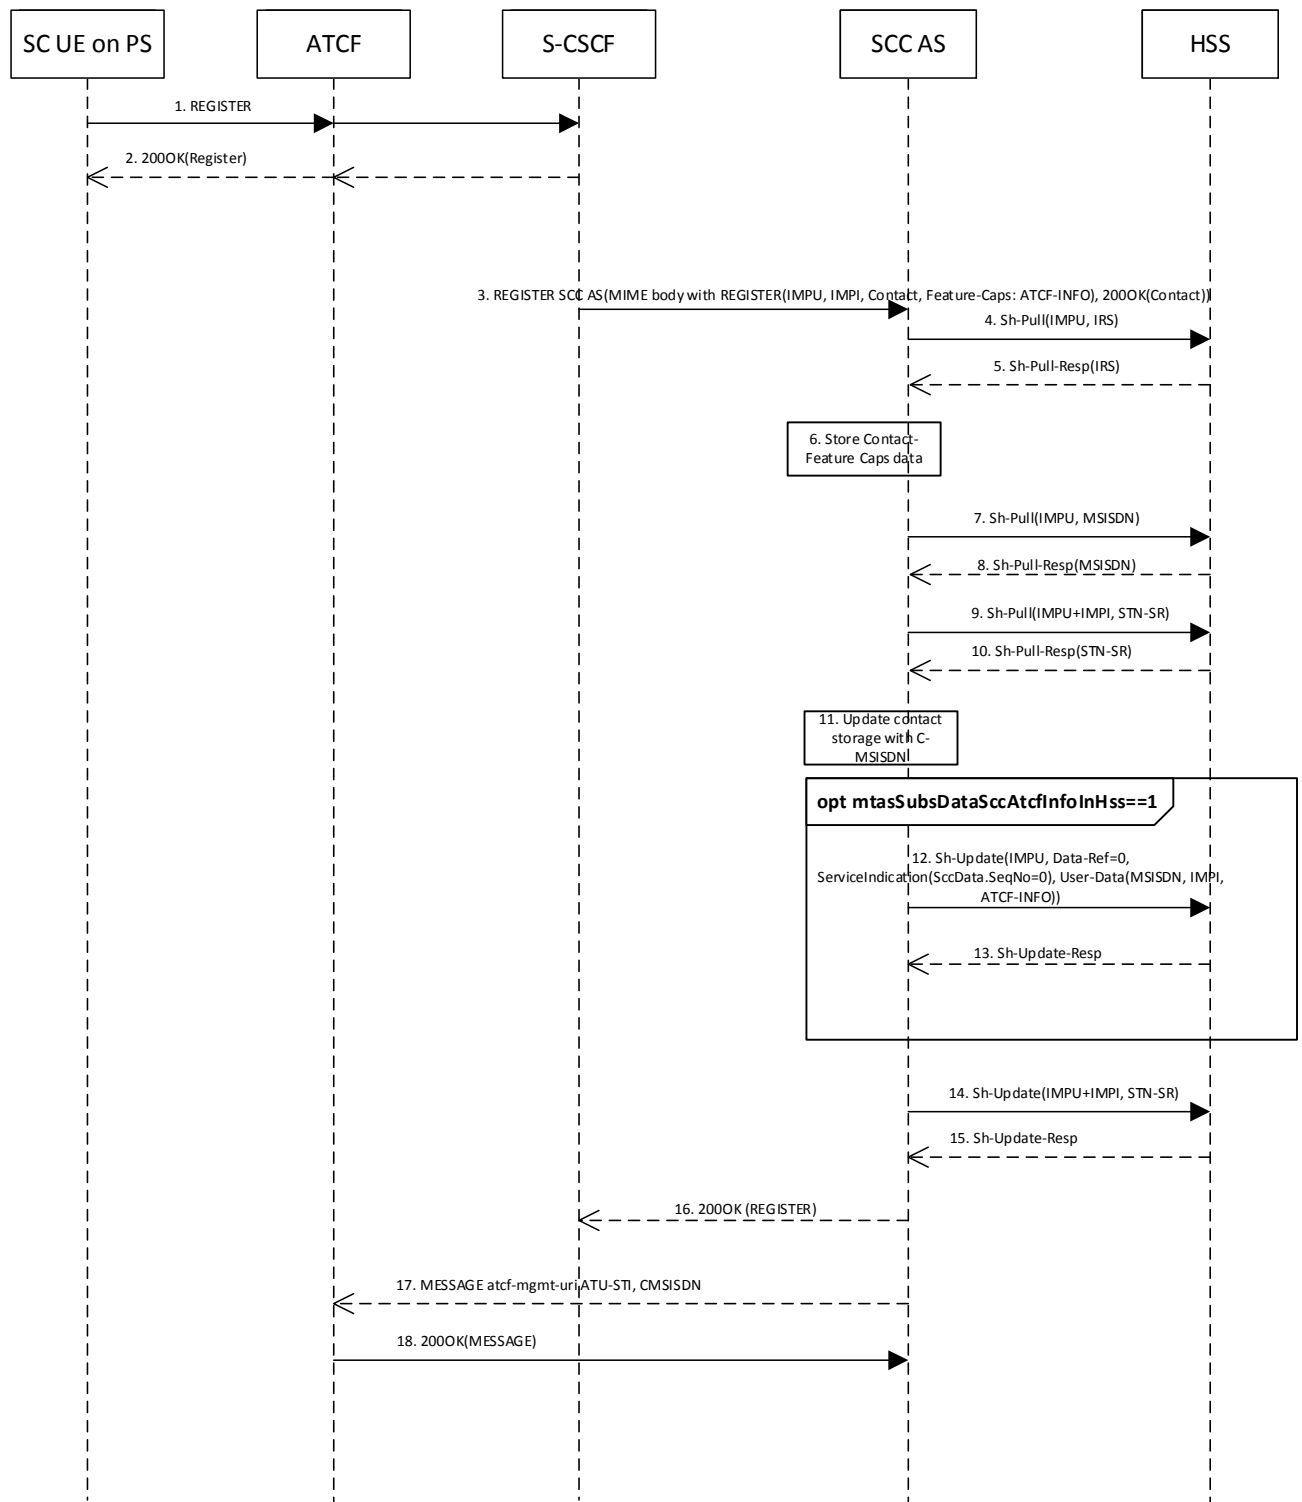 SC UE on PS
ATCF
S-CSCF
SCC AS
HSS
1. REGISTER
2. 200OK(Register)
3. REGISTER SCC AS(MIME body with REGISTER(IMPU, IMPI, Contact, Feature-Caps: ATCF-INFO), 200OK(Contact))
4. Sh-Pull(IMPU, IRS)
5. Sh-Pull-Resp(IRS)
6. Store Contact-
Feature Caps data
7. Sh-Pull(IMPU, MSISDN)
8. Sh-Pull-Resp(MSISDN)
9. Sh-Pull(IMPU+IMPI, STN-SR)
10. Sh-Pull-Resp(STN-SR)
11. Update contact
storage with C-
MSISDN
opt mtasSubsDataSccAtcfInfoInHss==1
12. Sh-Update(IMPU, Data-Ref=0,
ServiceIndication(SccData.SeqNo=0), User-Data(MSISDN, IMPI,
ATCF-INFO))
13. Sh-Update-Resp
14. Sh-Update(IMPU+IMPI, STN-SR)
15. Sh-Update-Resp
16. 200OK (REGISTER)
17. MESSAGE atcf-mgmt-uri ATU-STI, CMSISDN
18. 200OK(MESSAGE)